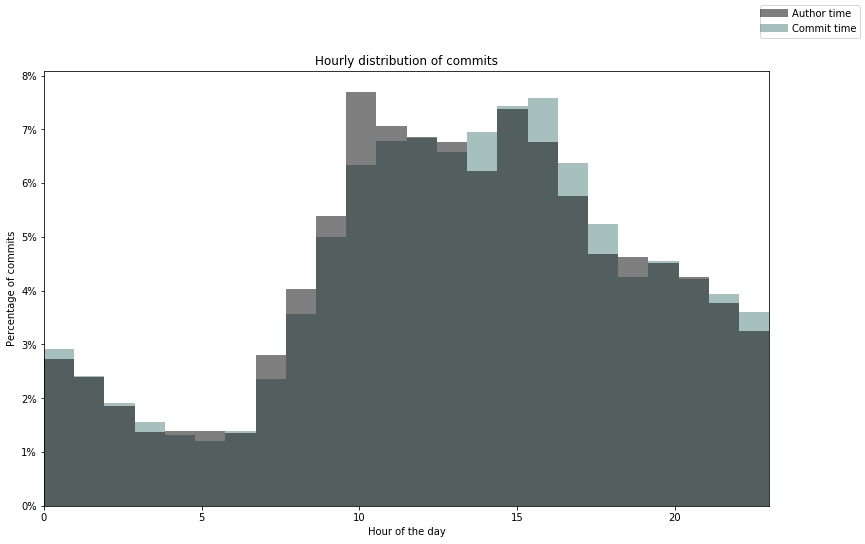 Author time
Commit time
Hourly distribution of commits
8%
7%
6%
5%
4%
3%
2%
1%
0%
Percentage of commits
0 5 10 15 20
Hour of the day